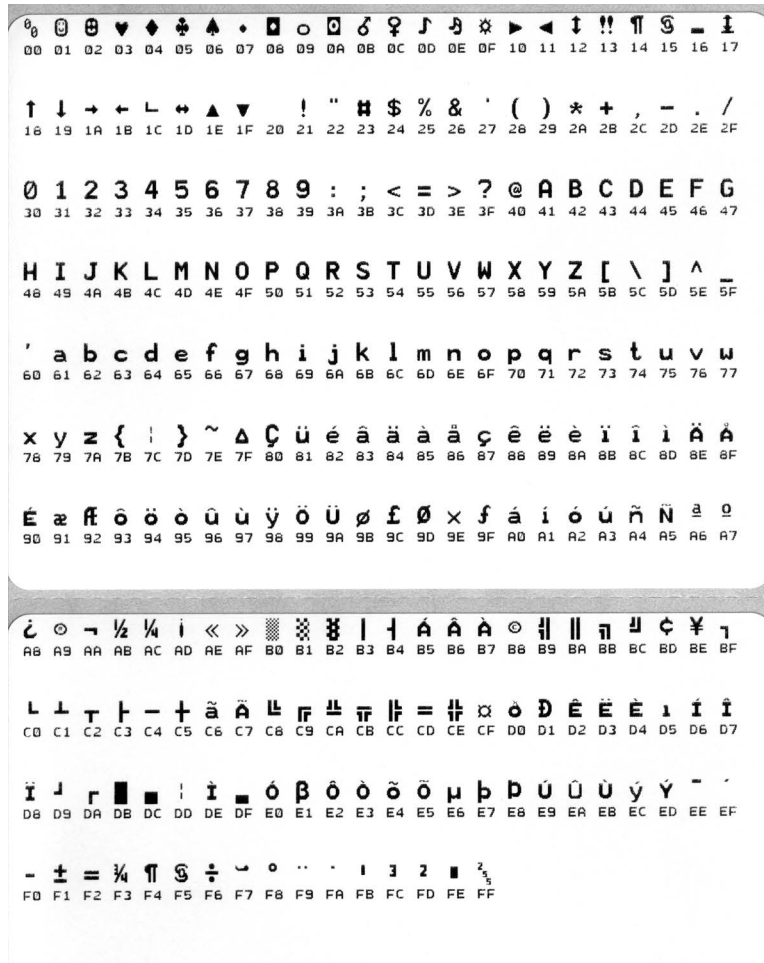 ⁰₀ ☺ ☻ ♥ ♦ ♣ ♠ • ◘ ○ ◙ ♂ ♀ ♪ ♫ ☼ ► ◄ ↕ ‼ ¶ § ▬ ↨
00 01 02 03 04 05 06 07 08 09 0A 0B 0C 0D 0E 0F 10 11 12 13 14 15 16 17
↑ ↓ → ← ∟ ↔ ▲ ▼ ! " # $ % & ' ( ) * + , - . /
18 19 1A 1B 1C 1D 1E 1F 20 21 22 23 24 25 26 27 28 29 2A 2B 2C 2D 2E 2F
0 1 2 3 4 5 6 7 8 9 : ; < = > ? @ A B C D E F G
30 31 32 33 34 35 36 37 38 39 3A 3B 3C 3D 3E 3F 40 41 42 43 44 45 46 47
H I J K L M N O P Q R S T U V W X Y Z [ \ ] ^ _
48 49 4A 4B 4C 4D 4E 4F 50 51 52 53 54 55 56 57 58 59 5A 5B 5C 5D 5E 5F
' a b c d e f g h i j k l m n o p q r s t u v w
60 61 62 63 64 65 66 67 68 69 6A 6B 6C 6D 6E 6F 70 71 72 73 74 75 76 77
x y z { ¦ } ~ ∆ Ç ü é â ä à å ç ê ë è ï î ì Ä Å
78 79 7A 7B 7C 7D 7E 7F 80 81 82 83 84 85 86 87 88 89 8A 8B 8C 8D 8E 8F
É æ Æ ô ö ò û ù ÿ Ö Ü ø £ Ø × ƒ á í ó ú ñ Ñ ª º
90 91 92 93 94 95 96 97 98 99 9A 9B 9C 9D 9E 9F A0 A1 A2 A3 A4 A5 A6 A7
¿ ® ¬ ½ ¼ ¡ « » ░ ▒ ▓ │ ┤ Á Â À © ╣ ║ ╗ ╝ ¢ ¥ ┐
A8 A9 AA AB AC AD AE AF B0 B1 B2 B3 B4 B5 B6 B7 B8 B9 BA BB BC BD BE BF
└ ┴ ┬ ├ ─ ┼ ã Ã ╚ ╔ ╩ ╦ ╠ ═ ╬ ¤ ð Ð Ê Ë È ı Í Î
C0 C1 C2 C3 C4 C5 C6 C7 C8 C9 CA CB CC CD CE CF D0 D1 D2 D3 D4 D5 D6 D7
Ï ┘ ┌ █ ▄ ¦ Ì ▬ Ó β Ô Ò õ Õ µ þ Þ Ú Û Ù ý Ý ¯ ´
D8 D9 DA DB DC DD DE DF E0 E1 E2 E3 E4 E5 E6 E7 E8 E9 EA EB EC ED EE EF
- ± = ¾ ¶ § ÷ ¸ ° ¨ · ı 3 2 ■ ²₅₅
F0 F1 F2 F3 F4 F5 F6 F7 F8 F9 FA FB FC FD FE FF